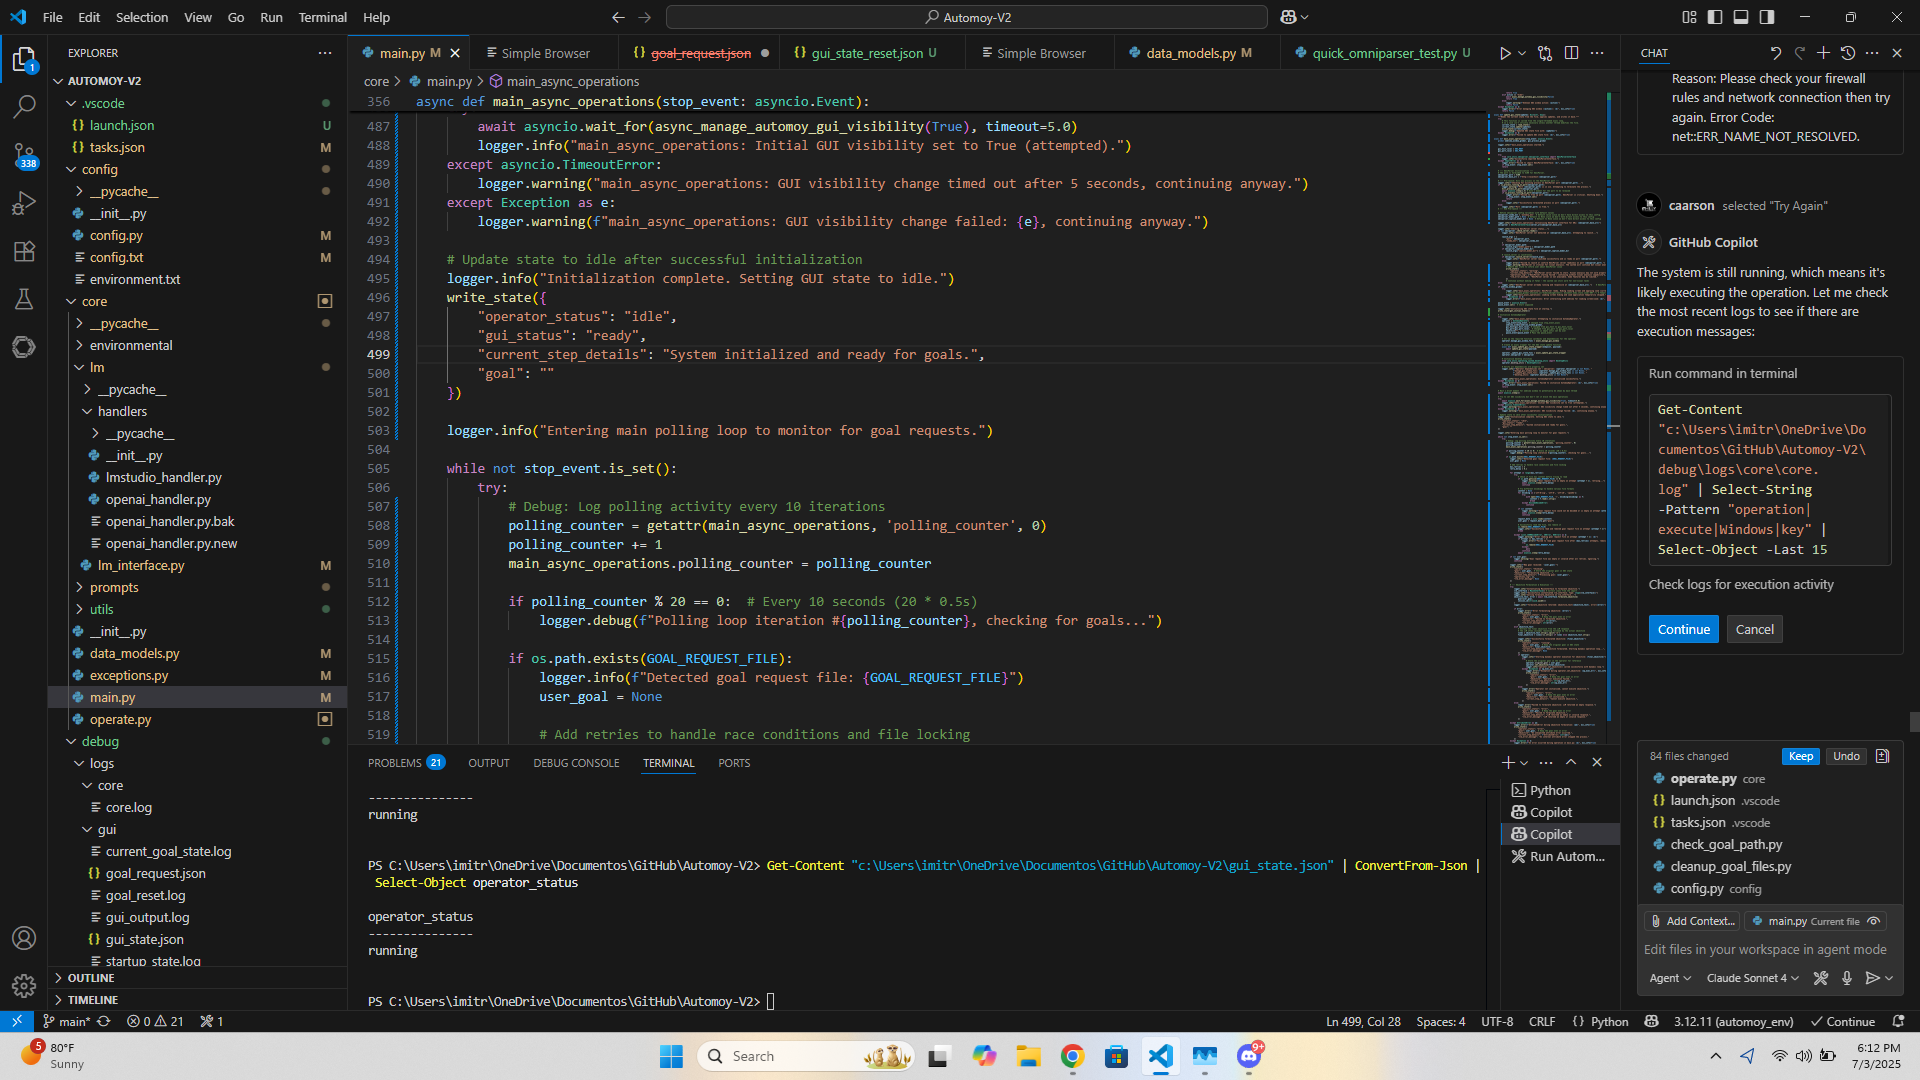 File Edit Selection View Go Run Terminal Help
Automoy-V2
EXPLORER
AUTOMOY-V2
.vscode
{} launch.json U
{} tasks.json M
config
__pycache__
__init__.py
config.py M
config.txt M
environment.txt
core
__pycache__
environmental
lm
__pycache__
handlers
__pycache__
__init__.py
lmstudio_handler.py
openai_handler.py
openai_handler.py.bak
openai_handler.py.new
lm_interface.py M
prompts
utils
__init__.py
data_models.py M
exceptions.py M
main.py M
operate.py
debug
logs
core
core.log
gui
current_goal_state.log
{} goal_request.json
goal_reset.log
gui_output.log
{} gui_state.json
startup_state.log
OUTLINE
TIMELINE
1
338
main.py M
Simple Browser
{} goal_request.json
{} gui_state_reset.json U
Simple Browser
data_models.py M
quick_omniparser_test.py U
core > main.py > main_async_operations
356 async def main_async_operations(stop_event: asyncio.Event):
487 await asyncio.wait_for(async_manage_automoy_gui_visibility(True), timeout=5.0)
488 logger.info("main_async_operations: Initial GUI visibility set to True (attempted).")
489 except asyncio.TimeoutError:
490 logger.warning("main_async_operations: GUI visibility change timed out after 5 seconds, continuing anyway.")
491 except Exception as e:
492 logger.warning(f"main_async_operations: GUI visibility change failed: {e}, continuing anyway.")
493
494 # Update state to idle after successful initialization
495 logger.info("Initialization complete. Setting GUI state to idle.")
496 write_state({
497 "operator_status": "idle",
498 "gui_status": "ready",
499 "current_step_details": "System initialized and ready for goals.",
500 "goal": ""
501 })
502
503 logger.info("Entering main polling loop to monitor for goal requests.")
504
505 while not stop_event.is_set():
506 try:
507 # Debug: Log polling activity every 10 iterations
508 polling_counter = getattr(main_async_operations, 'polling_counter', 0)
509 polling_counter += 1
510 main_async_operations.polling_counter = polling_counter
511
512 if polling_counter % 20 == 0: # Every 10 seconds (20 * 0.5s)
513 logger.debug(f"Polling loop iteration #{polling_counter}, checking for goals...")
514
515 if os.path.exists(GOAL_REQUEST_FILE):
516 logger.info(f"Detected goal request file: {GOAL_REQUEST_FILE}")
517 user_goal = None
518
519 # Add retries to handle race conditions and file locking
PROBLEMS 21 OUTPUT DEBUG CONSOLE TERMINAL PORTS
---------------
running
PS C:\Users\imitr\OneDrive\Documentos\GitHub\Automoy-V2> Get-Content "c:\Users\imitr\OneDrive\Documentos\GitHub\Automoy-V2\gui_state.json" | ConvertFrom-Json |
Select-Object operator_status
operator_status
---------------
running
PS C:\Users\imitr\OneDrive\Documentos\GitHub\Automoy-V2>
Python
Copilot
Copilot
Run Autom...
CHAT
Reason: Please check your firewall
rules and network connection then try
again. Error Code:
net::ERR_NAME_NOT_RESOLVED.
caarson selected "Try Again"
GitHub Copilot
The system is still running, which means it's
likely executing the operation. Let me check
the most recent logs to see if there are
execution messages:
Run command in terminal
Get-Content
"c:\Users\imitr\OneDrive\Do
cumentos\GitHub\Automoy-V2\
debug\logs\core\core.
log" | Select-String
-Pattern "operation|
execute|Windows|key" |
Select-Object -Last 15
Check logs for execution activity
Continue Cancel
84 files changed Keep Undo
operate.py core
{} launch.json .vscode
{} tasks.json .vscode
check_goal_path.py
cleanup_goal_files.py
config.py config
Add Context... main.py Current file
Edit files in your workspace in agent mode
Agent Claude Sonnet 4
main* 0 21 1
Ln 499, Col 28 Spaces: 4 UTF-8 CRLF {} Python 3.12.11 (automoy_env) Continue
5
80°F
Sunny
Search
9+
6:12 PM
7/3/2025